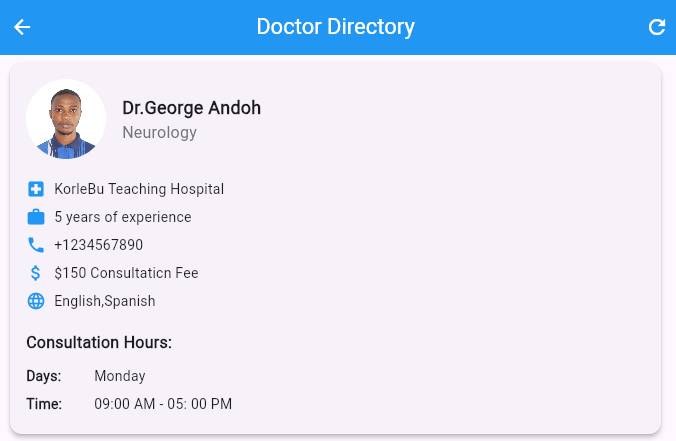 Doctor Directory
Dr.George Andoh
Neurology
KorleBu Teaching Hospital
5 years of experience
+1234567890
$150 Consultaticn Fee
English,Spanish
Consultation Hours:
Days: Monday
Time: 09:00 AM - 05: 00 PM